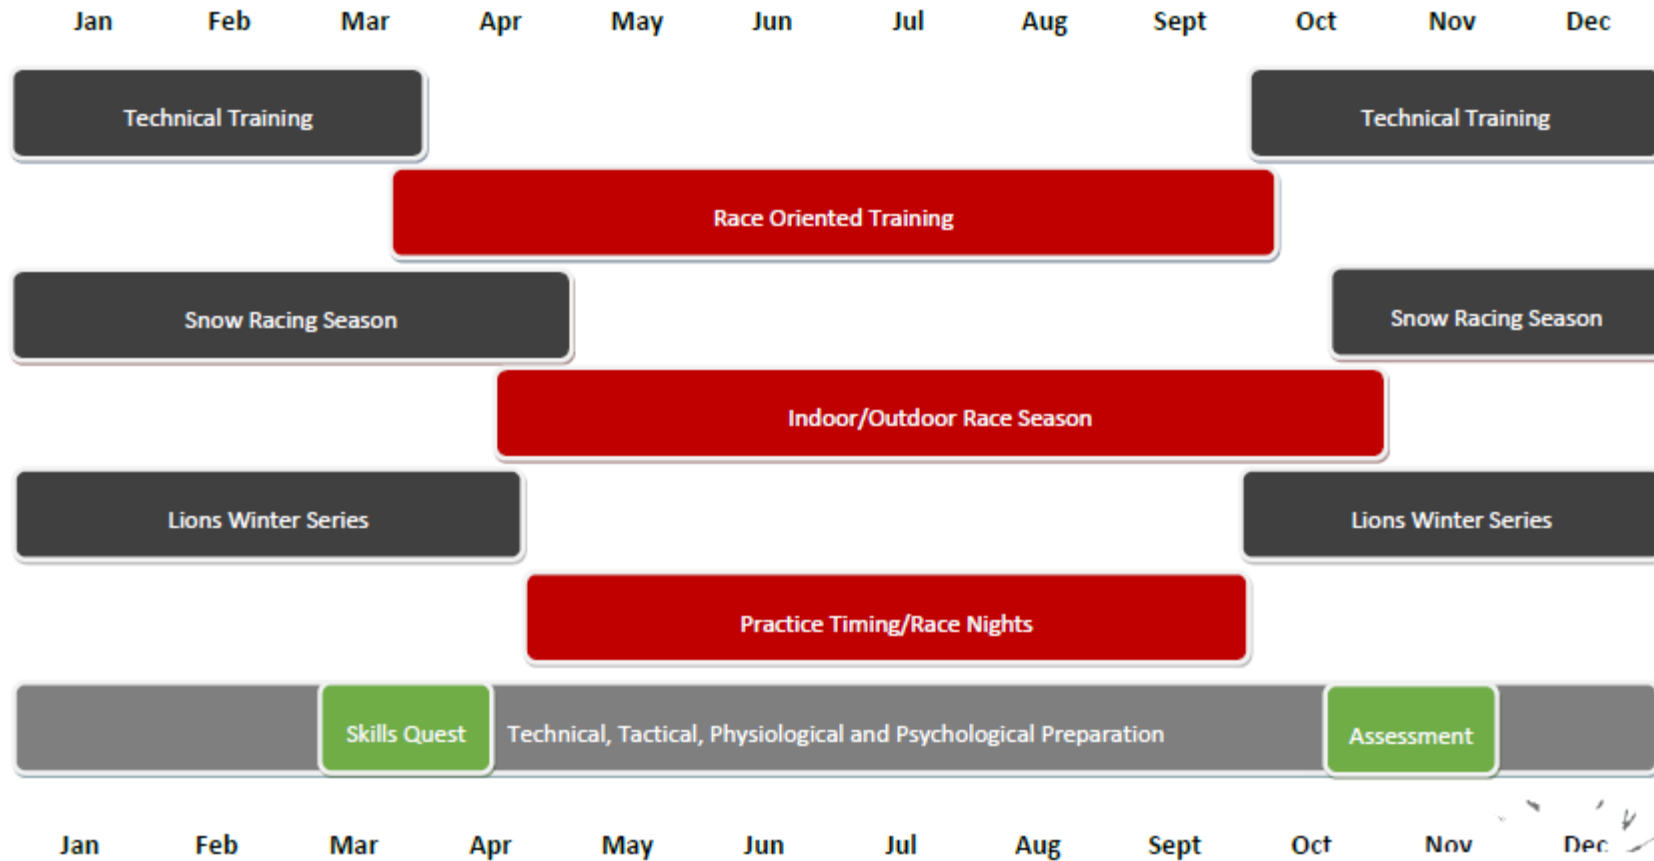 Jan Feb Mar Apr May Jun Jul Aug Sept Oct Nov Dec
Technical Training Technical Training
Race Oriented Training
Snow Racing Season Snow Racing Season
Indoor/Outdoor Race Season
Lions Winter Series Lions Winter Series
Practice Timing/Race Nights
Skills Quest Technical, Tactical, Physiological and Psychological Preparation Assessment
Jan Feb Mar Apr May Jun Jul Aug Sept Oct Nov Dec